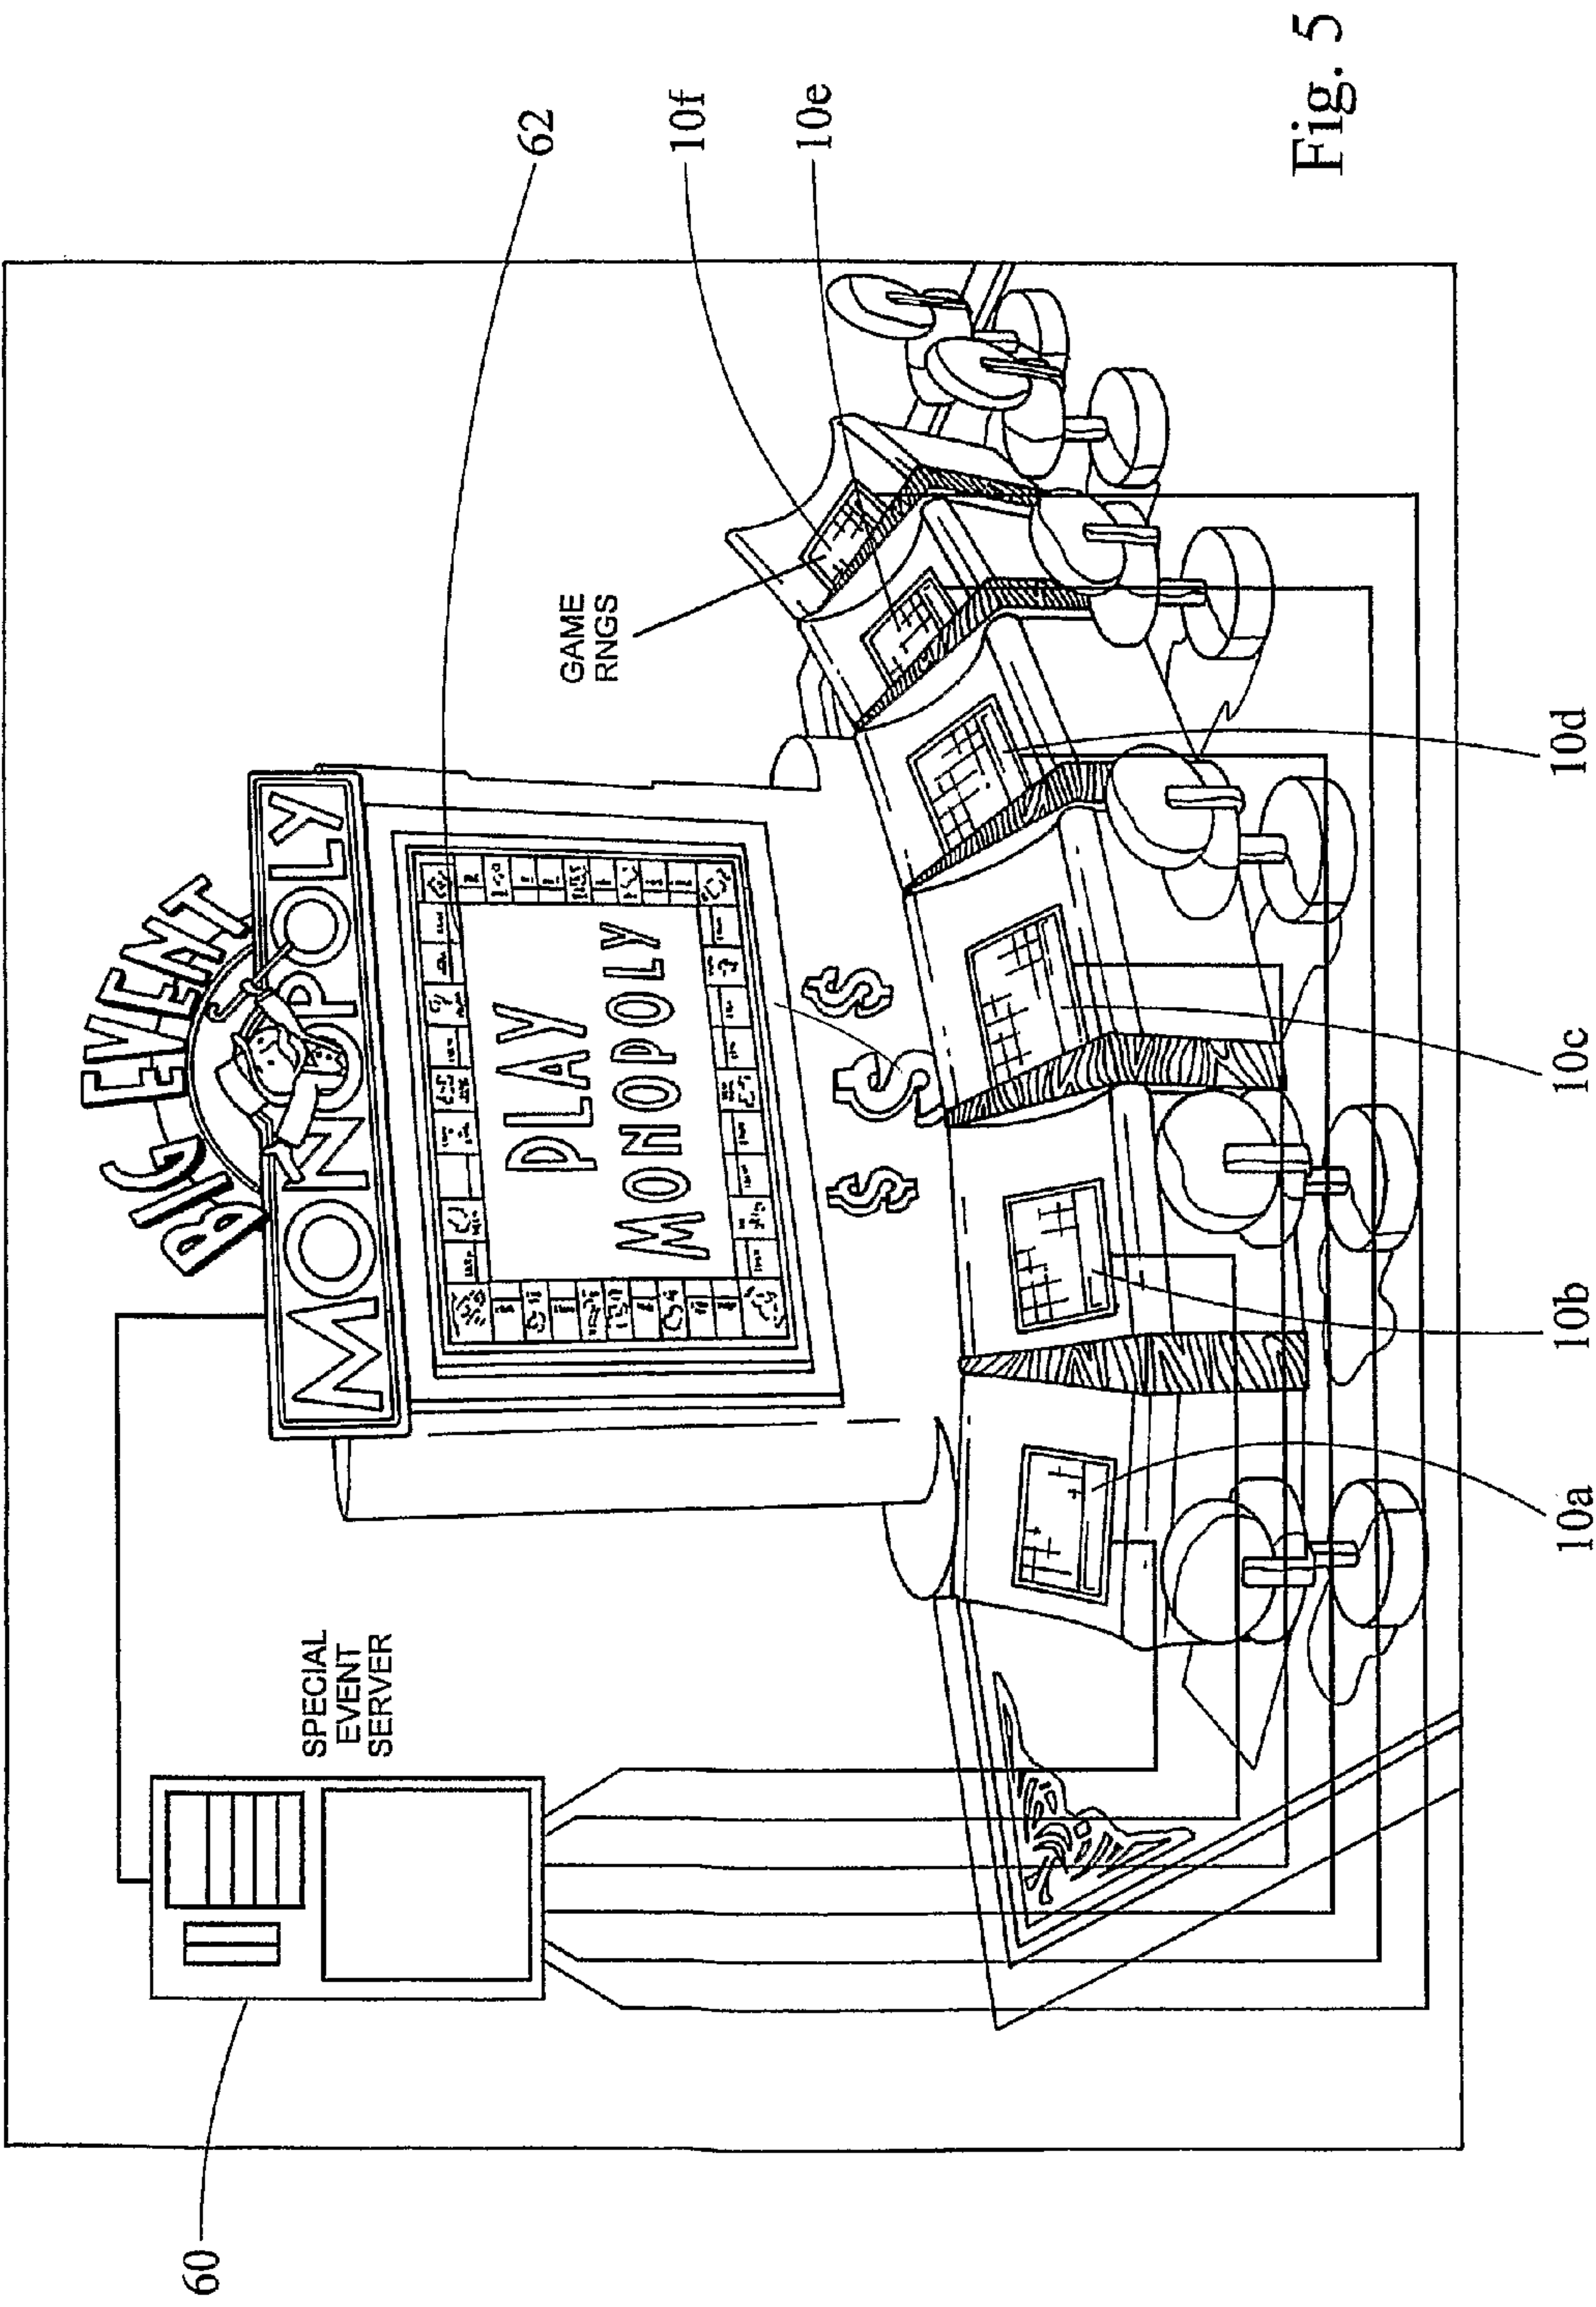 BIG EVENT
MONOPOLY
62
10f
10e
PLAY
MONOPOLY
GAME
RNGS
SPECIAL
EVENT
SERVER
60
$ $ $
10a
10b
10c
10d
Fig. 5